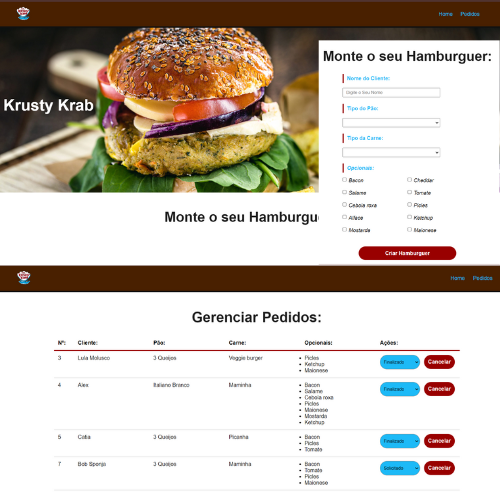 Home Pedidos
Krusty Krab
Monte o seu Hamburgue
Monte o seu Hamburguer:
Nome do Cliente:
Digite o Seu Nome
Tipo do Pão:
Tipo da Carne:
Opcionais:
Bacon Cheddar
Salame Tomate
Cebola roxa Picles
Alface Ketchup
Mostarda Maionese
Criar Hamburguer
Home Pedidos
Gerenciar Pedidos:
Nº: Cliente: Pão: Carne: Opcionais: Ações:
3 Lula Molusco 3 Queijos Veggie burger Picles Finalizado Cancelar
Ketchup
Maionese
4 Alex Italiano Branco Maminha Bacon Finalizado Cancelar
Salame
Cebola roxa
Picles
Maionese
Mostarda
Ketchup
5 Catia 3 Queijos Picanha Bacon Finalizado Cancelar
Picles
Tomate
7 Bob Sponja 3 Queijos Maminha Bacon Solicitado Cancelar
Tomate
Picles
Maionese